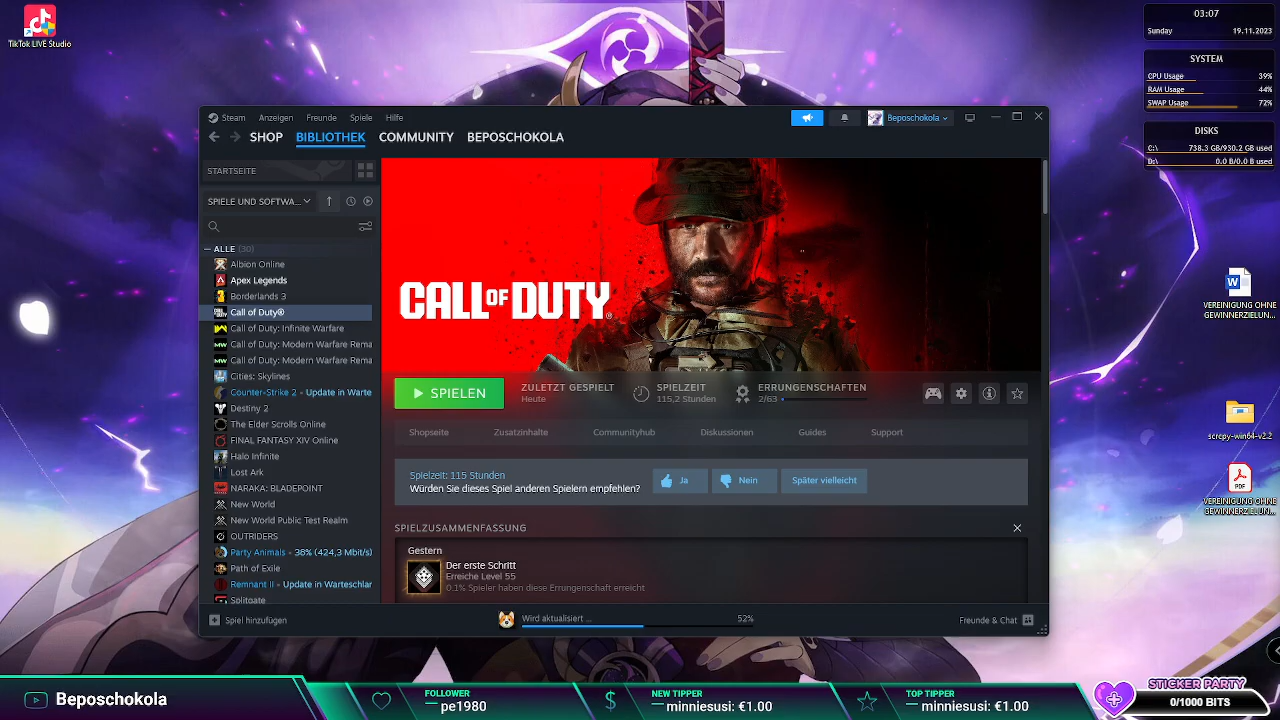 TikTok LIVE Studio
03:07
Sunday 19.11.2023
SYSTEM
CPU Usage 39%
RAM Usage 44%
SWAP Usage 72%
DISKS
C:\ 738.3 GB/930.2 GB used
D:\ 0.0 B/0.0 B used
Steam Anzeigen Freunde Spiele Hilfe
Beposchokola
SHOP BIBLIOTHEK COMMUNITY BEPOSCHOKOLA
STARTSEITE
SPIELE UND SOFTWA...
ALLE (30)
Albion Online
Apex Legends
Borderlands 3
Call of Duty®
Call of Duty: Infinite Warfare
Call of Duty: Modern Warfare Rema
Call of Duty: Modern Warfare Rema
Cities: Skylines
Counter-Strike 2 - Update in Warte
Destiny 2
The Elder Scrolls Online
FINAL FANTASY XIV Online
Halo Infinite
Lost Ark
NARAKA: BLADEPOINT
New World
New World Public Test Realm
OUTRIDERS
Party Animals - 38% (424,3 Mbit/s)
Path of Exile
Remnant II - Update in Warteschlar
Splitgate
CALL OF DUTY®
SPIELEN
ZULETZT GESPIELT
Heute
SPIELZEIT
115,2 Stunden
ERRUNGENSCHAFTEN
2/63
Shopseite Zusatzinhalte Communityhub Diskussionen Guides Support
Spielzeit: 115 Stunden
Würden Sie dieses Spiel anderen Spielern empfehlen?
Ja Nein Später vielleicht
SPIELZUSAMMENFASSUNG
Gestern
Der erste Schritt
Erreiche Level 55
0.1% Spieler haben diese Errungenschaft erreicht
Spiel hinzufügen
Wird aktualisiert ... 52%
Freunde & Chat
VEREINIGUNG OHNE
GEWINNERZIELUN...
scrcpy-win64-v2.2
PDF
VEREINIGUNG OHNE
GEWINNERZIELUN...
Beposchokola
FOLLOWER
pe1980
NEW TIPPER
minniesusi: €1.00
TOP TIPPER
minniesusi: €1.00
STICKER PARTY
0/1000 BITS